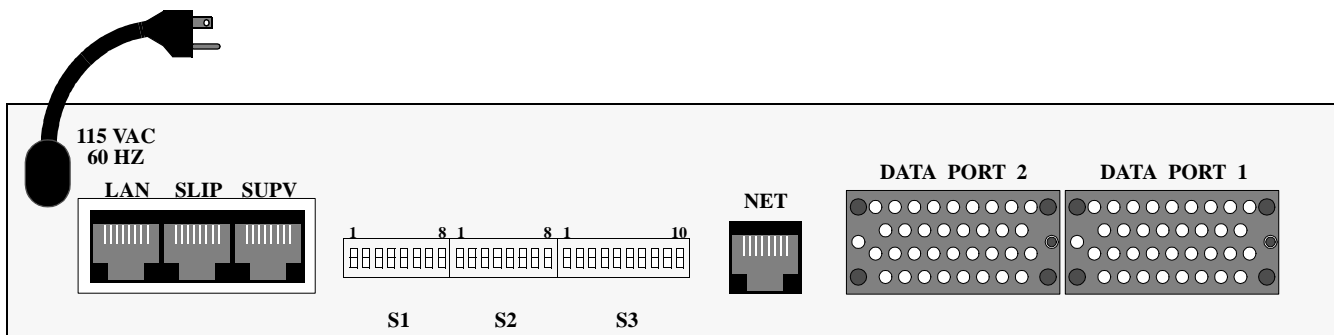 115 VAC
60 HZ
LAN SLIP SUPV
1 8 1 8 1 10
S1 S2 S3
NET
DATA PORT 2 DATA PORT 1